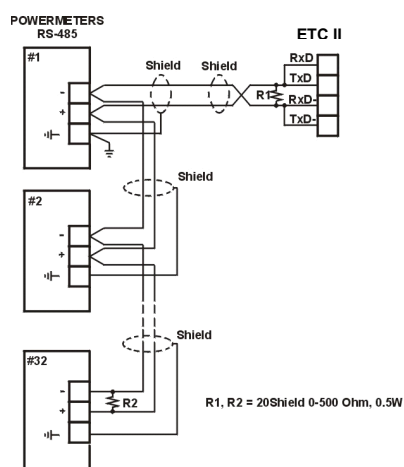 POWERMETERS
RS-485
ETC II
#1
-
+
Shield
Shield
R1
RxD
TxD
RxD-
TxD-
#2
-
+
Shield
#32
-
+
R2
Shield
R1, R2 = 20Shield 0-500 Ohm, 0.5W